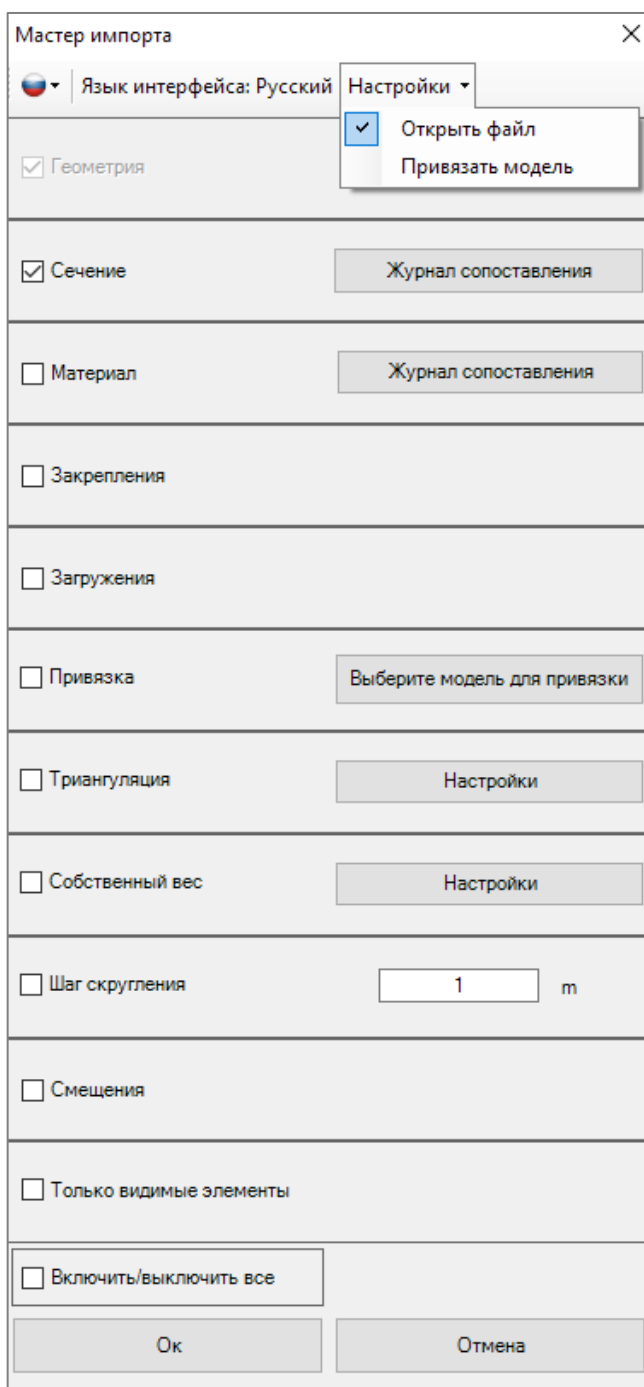 Мастер импорта
Язык интерфейса: Русский Настройки
Открыть файл
Привязать модель
Геометрия
Сечение Журнал сопоставления
Материал Журнал сопоставления
Закрепления
Загружения
Привязка Выберите модель для привязки
Триангуляция Настройки
Собственный вес Настройки
Шаг скругления 1 m
Смещения
Только видимые элементы
Включить/выключить все
Ок Отмена